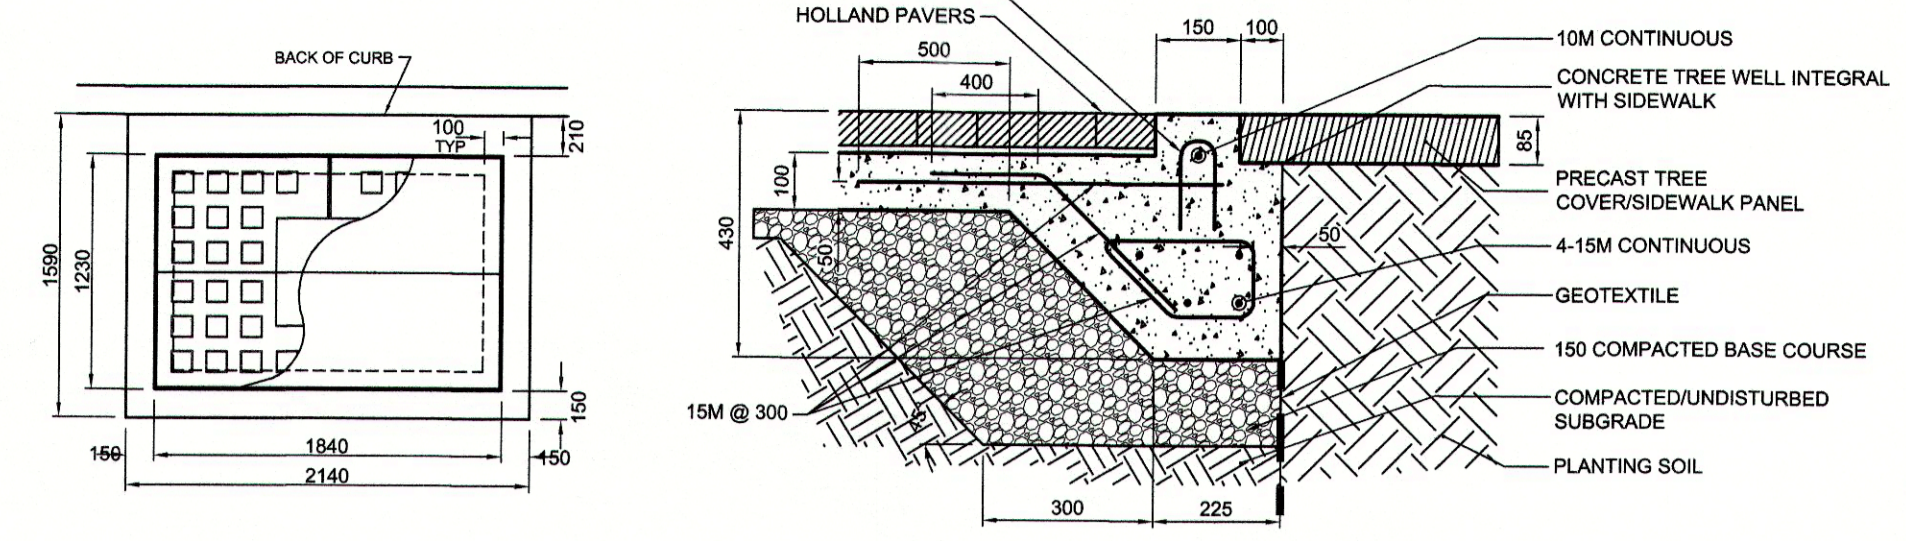 BACK OF CURB
100
TYP
210
1590
1230
150
1840
150
150
2140
HOLLAND PAVERS
500
400
150
100
10M CONTINUOUS
CONCRETE TREE WELL INTEGRAL
WITH SIDEWALK
85
100
430
50
PRECAST TREE
COVER/SIDEWALK PANEL
50
4-15M CONTINUOUS
GEOTEXTILE
150 COMPACTED BASE COURSE
15M @ 300
45
COMPACTED/UNDISTURBED
SUBGRADE
PLANTING SOIL
300
225